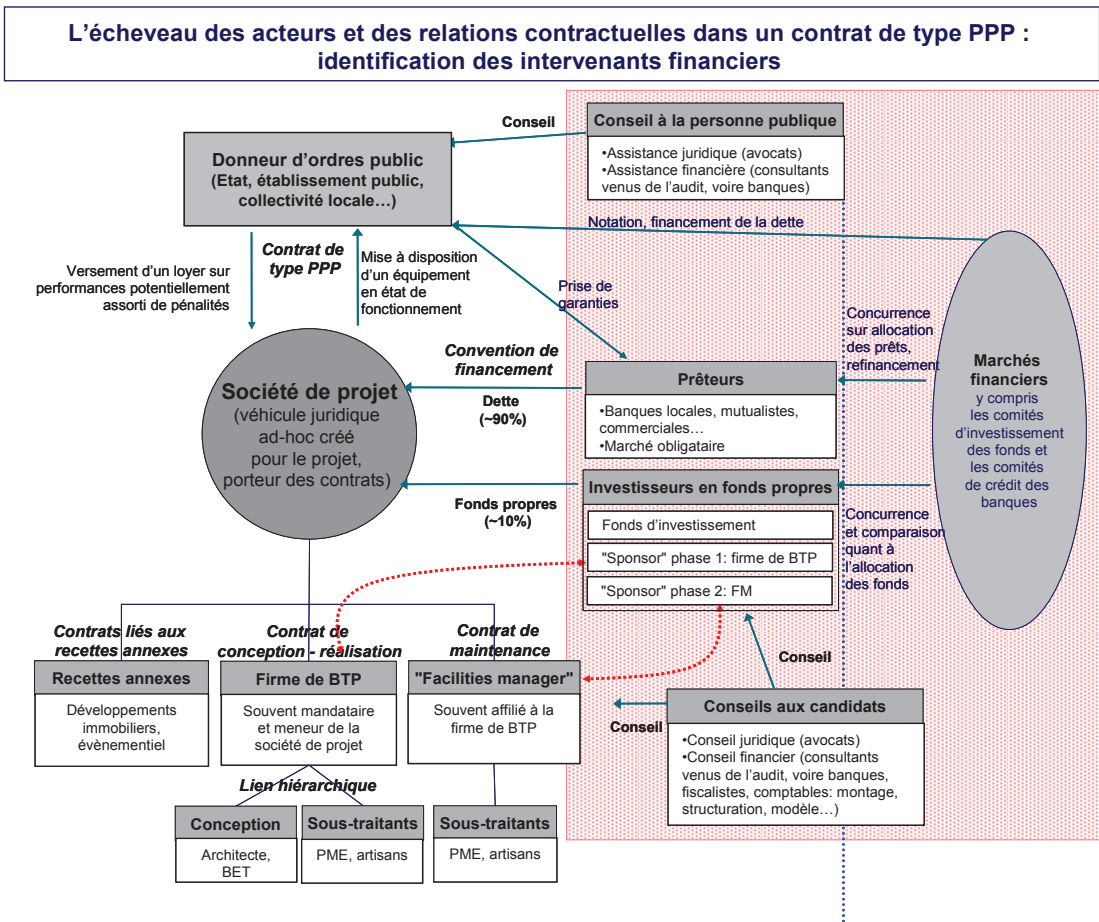 L'écheveau des acteurs et des relations contractuelles dans un contrat de type PPP :
identification des intervenants financiers
Conseil
Conseil à la personne publique
•Assistance juridique (avocats)
•Assistance financière (consultants
venus de l'audit, voire banques)
Donneur d'ordres public
(Etat, établissement public,
collectivité locale…)
Notation, financement de la dette
Versement d'un loyer sur
performances potentiellement
assorti de pénalités
Contrat de
type PPP
Mise à disposition
d'un équipement
en état de
fonctionnement
Prise de
garanties
Concurrence
sur allocation
des prêts,
refinancement
Marchés
financiers
y compris
les comités
d'investissement
des fonds et
les comités
de crédit des
banques
Société de projet
(véhicule juridique
ad-hoc créé
pour le projet,
porteur des contrats)
Convention de
financement
Dette
(~90%)
Prêteurs
•Banques locales, mutualistes,
commerciales…
•Marché obligataire
Fonds propres
(~10%)
Investisseurs en fonds propres
Fonds d'investissement
"Sponsor" phase 1: firme de BTP
"Sponsor" phase 2: FM
Concurrence
et comparaison
quant à
l'allocation
des fonds
Contrats liés aux
recettes annexes
Recettes annexes
Développements
immobiliers,
évènementiel
Contrat de
conception - réalisation
Firme de BTP
Souvent mandataire
et meneur de la
société de projet
Contrat de
maintenance
"Facilities manager"
Souvent affilié à la
firme de BTP
Conseil
Conseil
Conseils aux candidats
•Conseil juridique (avocats)
•Conseil financier (consultants
venus de l'audit, voire banques,
fiscalistes, comptables: montage,
structuration, modèle…)
Lien hiérarchique
Conception
Architecte,
BET
Sous-traitants
PME, artisans
Sous-traitants
PME, artisans